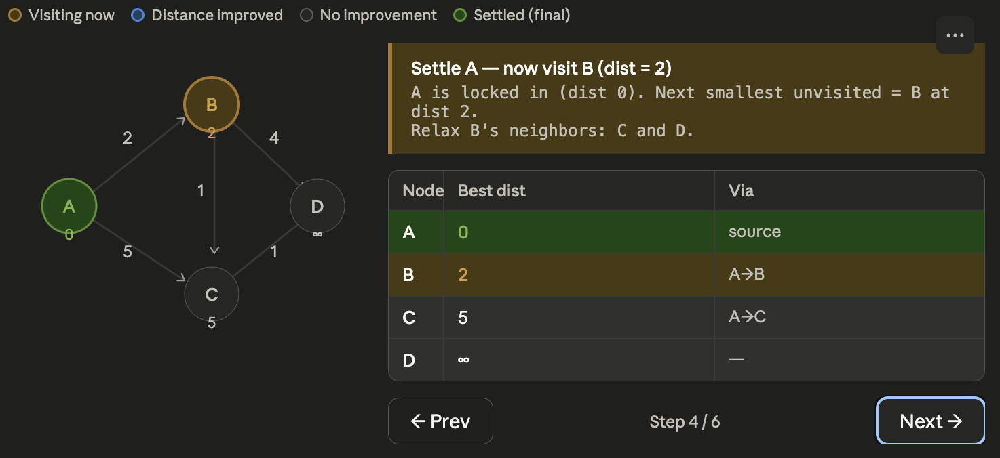 Visiting now
Distance improved
No improvement
Settled (final)
...
Settle A — now visit B (dist = 2)
A is locked in (dist 0). Next smallest unvisited = B at
dist 2.
Relax B's neighbors: C and D.
B
2
2
4
1
A
0
D
∞
5
1
C
5
Node Best dist Via
A 0 source
B 2 A→B
C 5 A→C
D ∞ —
← Prev
Step 4 / 6
Next →